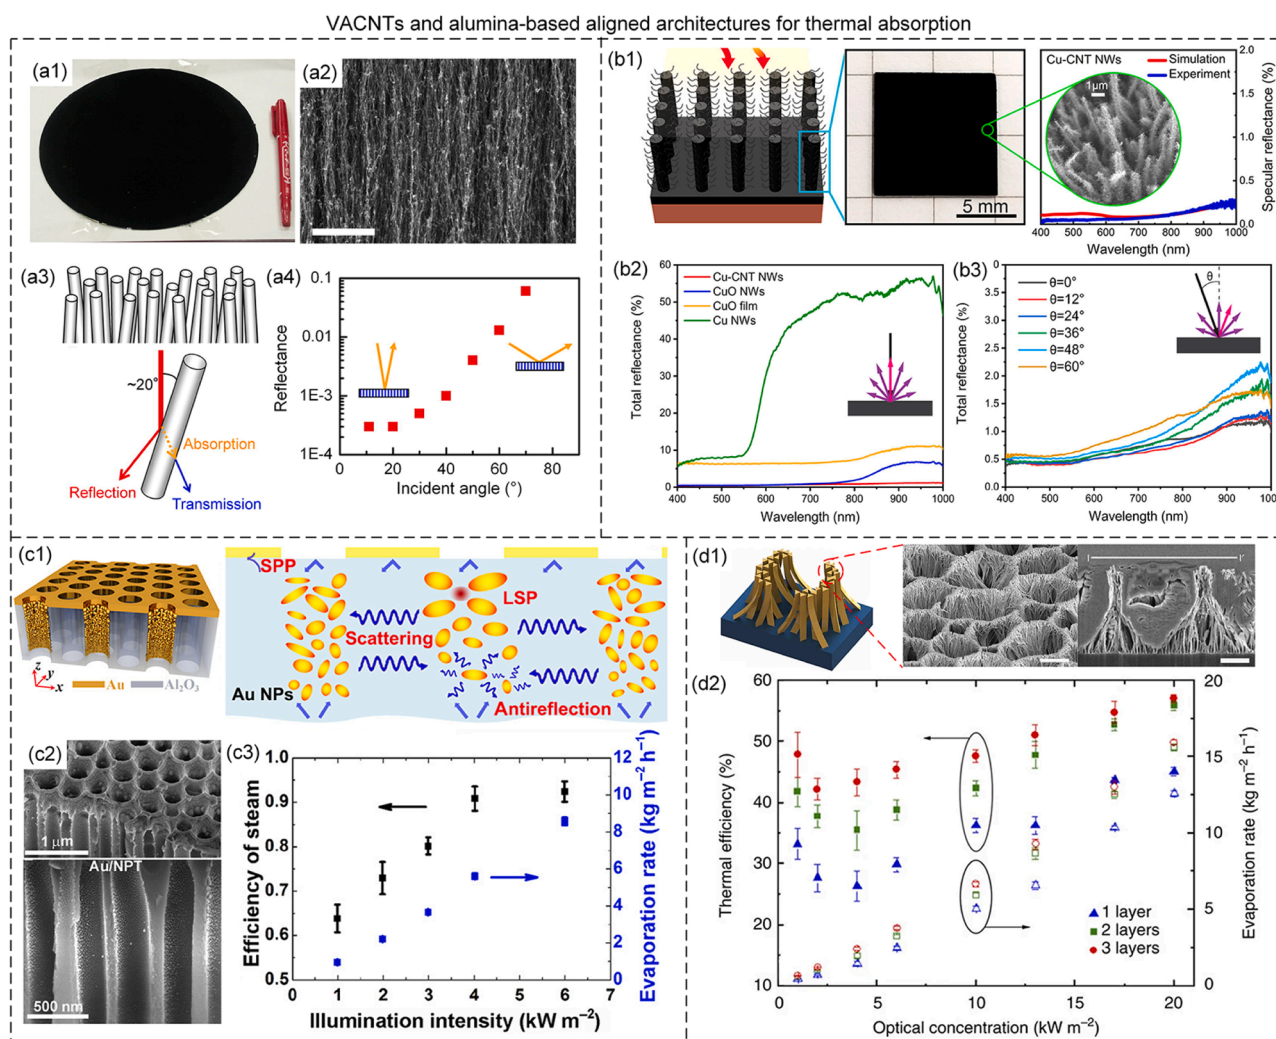 VACNTs and alumina-based aligned architectures for thermal absorption
(a1)
(a2)
(a3)
~20°
Absorption
Reflection
Transmission
(a4)
Reflectance
0.1
0.01
1E-3
1E-4
0 20 40 60 80
Incident angle (°)
(b1)
5 mm
Cu-CNT NWs
Simulation
Experiment
1μm
2.0
1.5
1.0
0.5
0
Specular reflectance (%)
400 500 600 700 800 900 1000
Wavelength (nm)
(b2)
Total reflectance (%)
60
50
40
30
20
10
0
Cu-CNT NWs
CuO NWs
CuO film
Cu NWs
400 500 600 700 800 900 1000
Wavelength (nm)
(b3)
Total reflectance (%)
4.0
3.5
3.0
2.5
2.0
1.5
1.0
0.5
0.0
θ=0°
θ=12°
θ=24°
θ=36°
θ=48°
θ=60°
θ
400 500 600 700 800 900 1000
Wavelength (nm)
(c1)
z
y
x
Au
Al₂O₃
SPP
LSP
Scattering
Au NPs
Antireflection
(c2)
1 μm
Au/NPT
500 nm
(c3)
Efficiency of steam
1.0
0.9
0.8
0.7
0.6
0.5
12
10
8
6
4
2
0
Evaporation rate (kg m⁻² h⁻¹)
0 1 2 3 4 5 6 7
Illumination intensity (kW m⁻²)
(d1)
(d2)
Thermal efficiency (%)
60
50
40
30
20
10
20
15
10
5
0
Evaporation rate (kg m⁻² h⁻¹)
1 layer
2 layers
3 layers
0 5 10 15 20
Optical concentration (kW m⁻²)